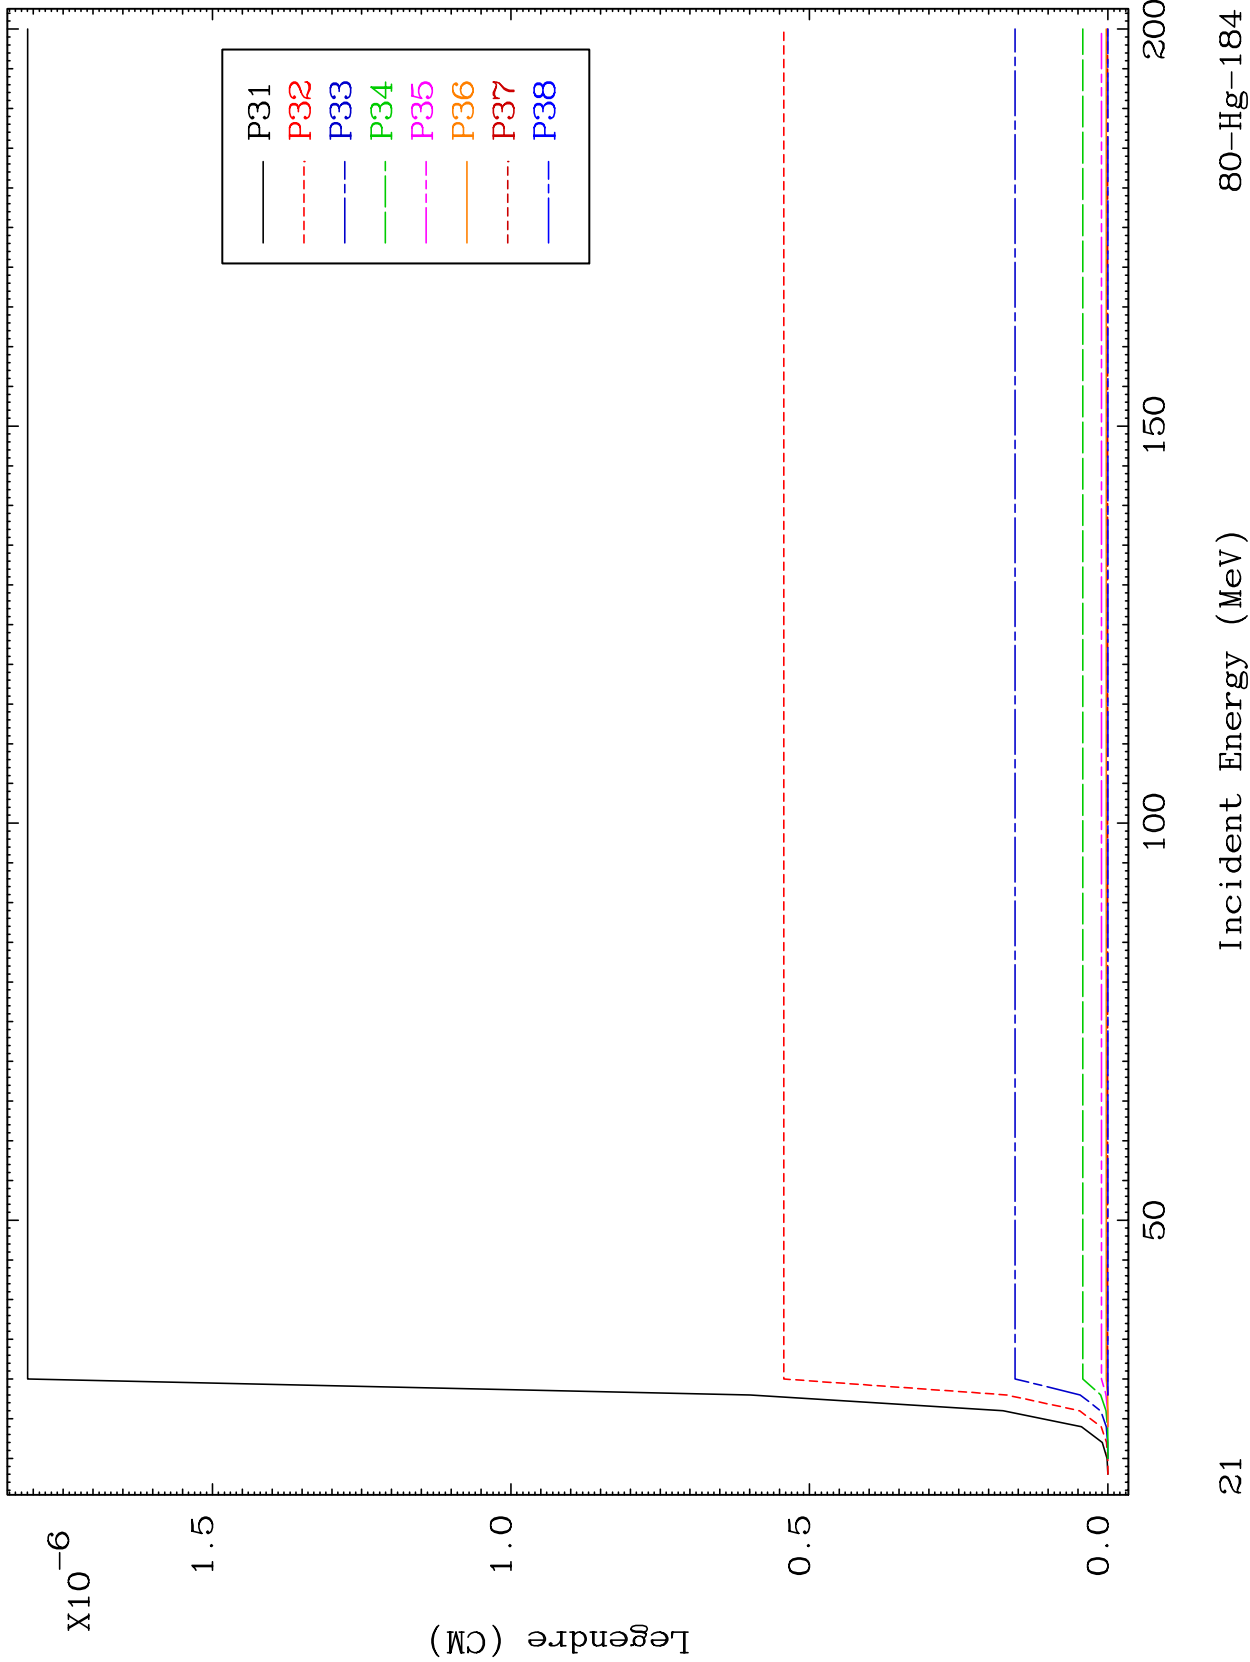 X10-6
1.5
1.0
0.5
0.0
Legendre (CM)
P31
P32
P33
P34
P35
P36
P37
P38
50
100
150
200
21
Incident Energy (MeV)
80-Hg-184